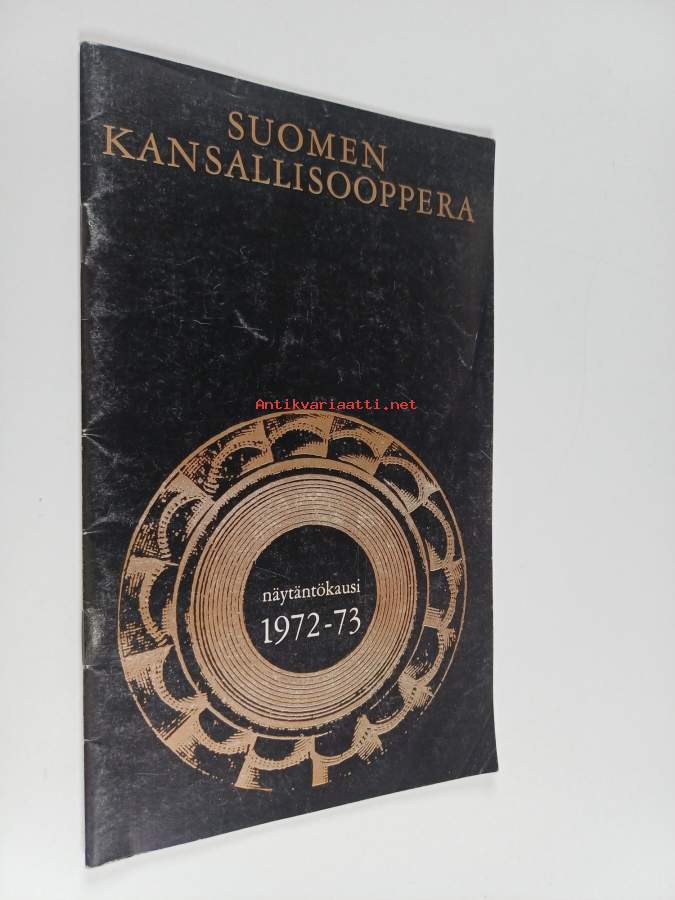 SUOMEN
KANSALLISOOPPERA
Antikvariaatti.net
näytäntökausi
1972-73